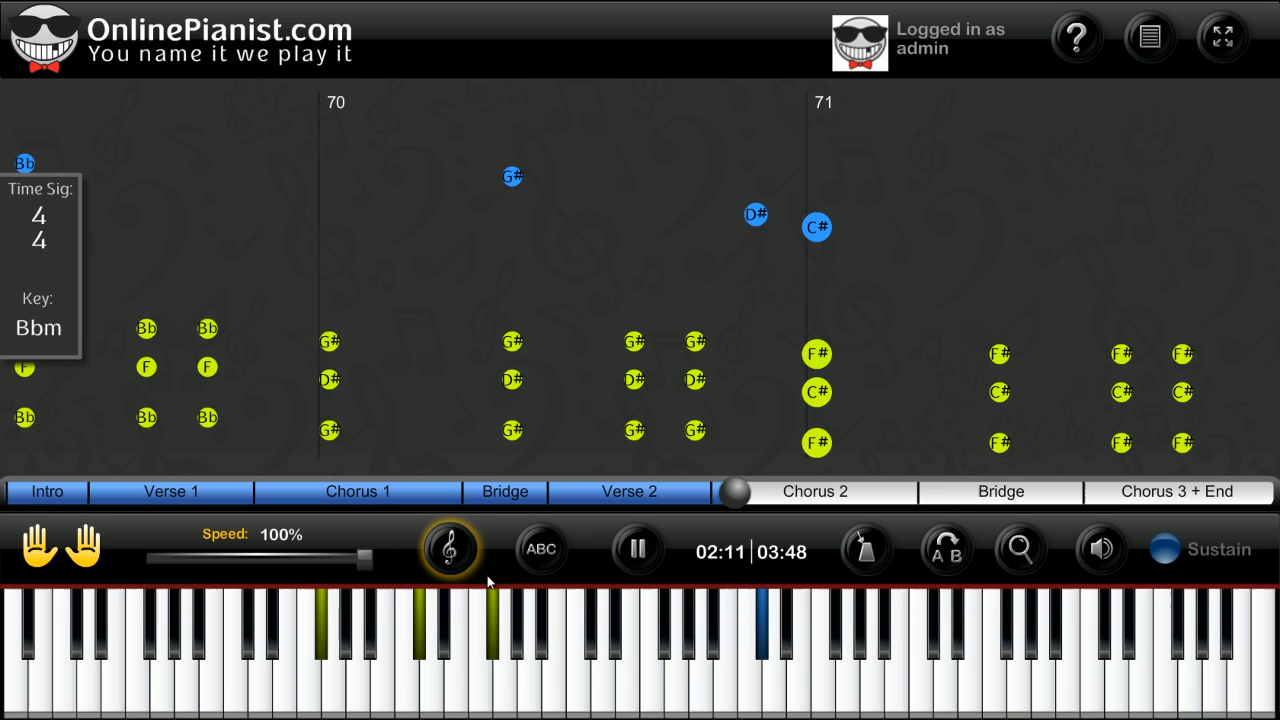 OnlinePianist.com
You name it we play it
Logged in as
admin
?
70
71
Bb
G#
D#
C#
Time Sig:
4
4
Key:
Bbm
Bb Bb
G# G# G# G#
F# F# F# F#
F F F
D# D# D# D#
C# C# C# C#
Bb Bb Bb
G# G# G# G#
F# F# F# F#
Intro Verse 1 Chorus 1 Bridge Verse 2 Chorus 2 Bridge Chorus 3 + End
Speed: 100%
ABC
02:11 | 03:48
A B
Sustain